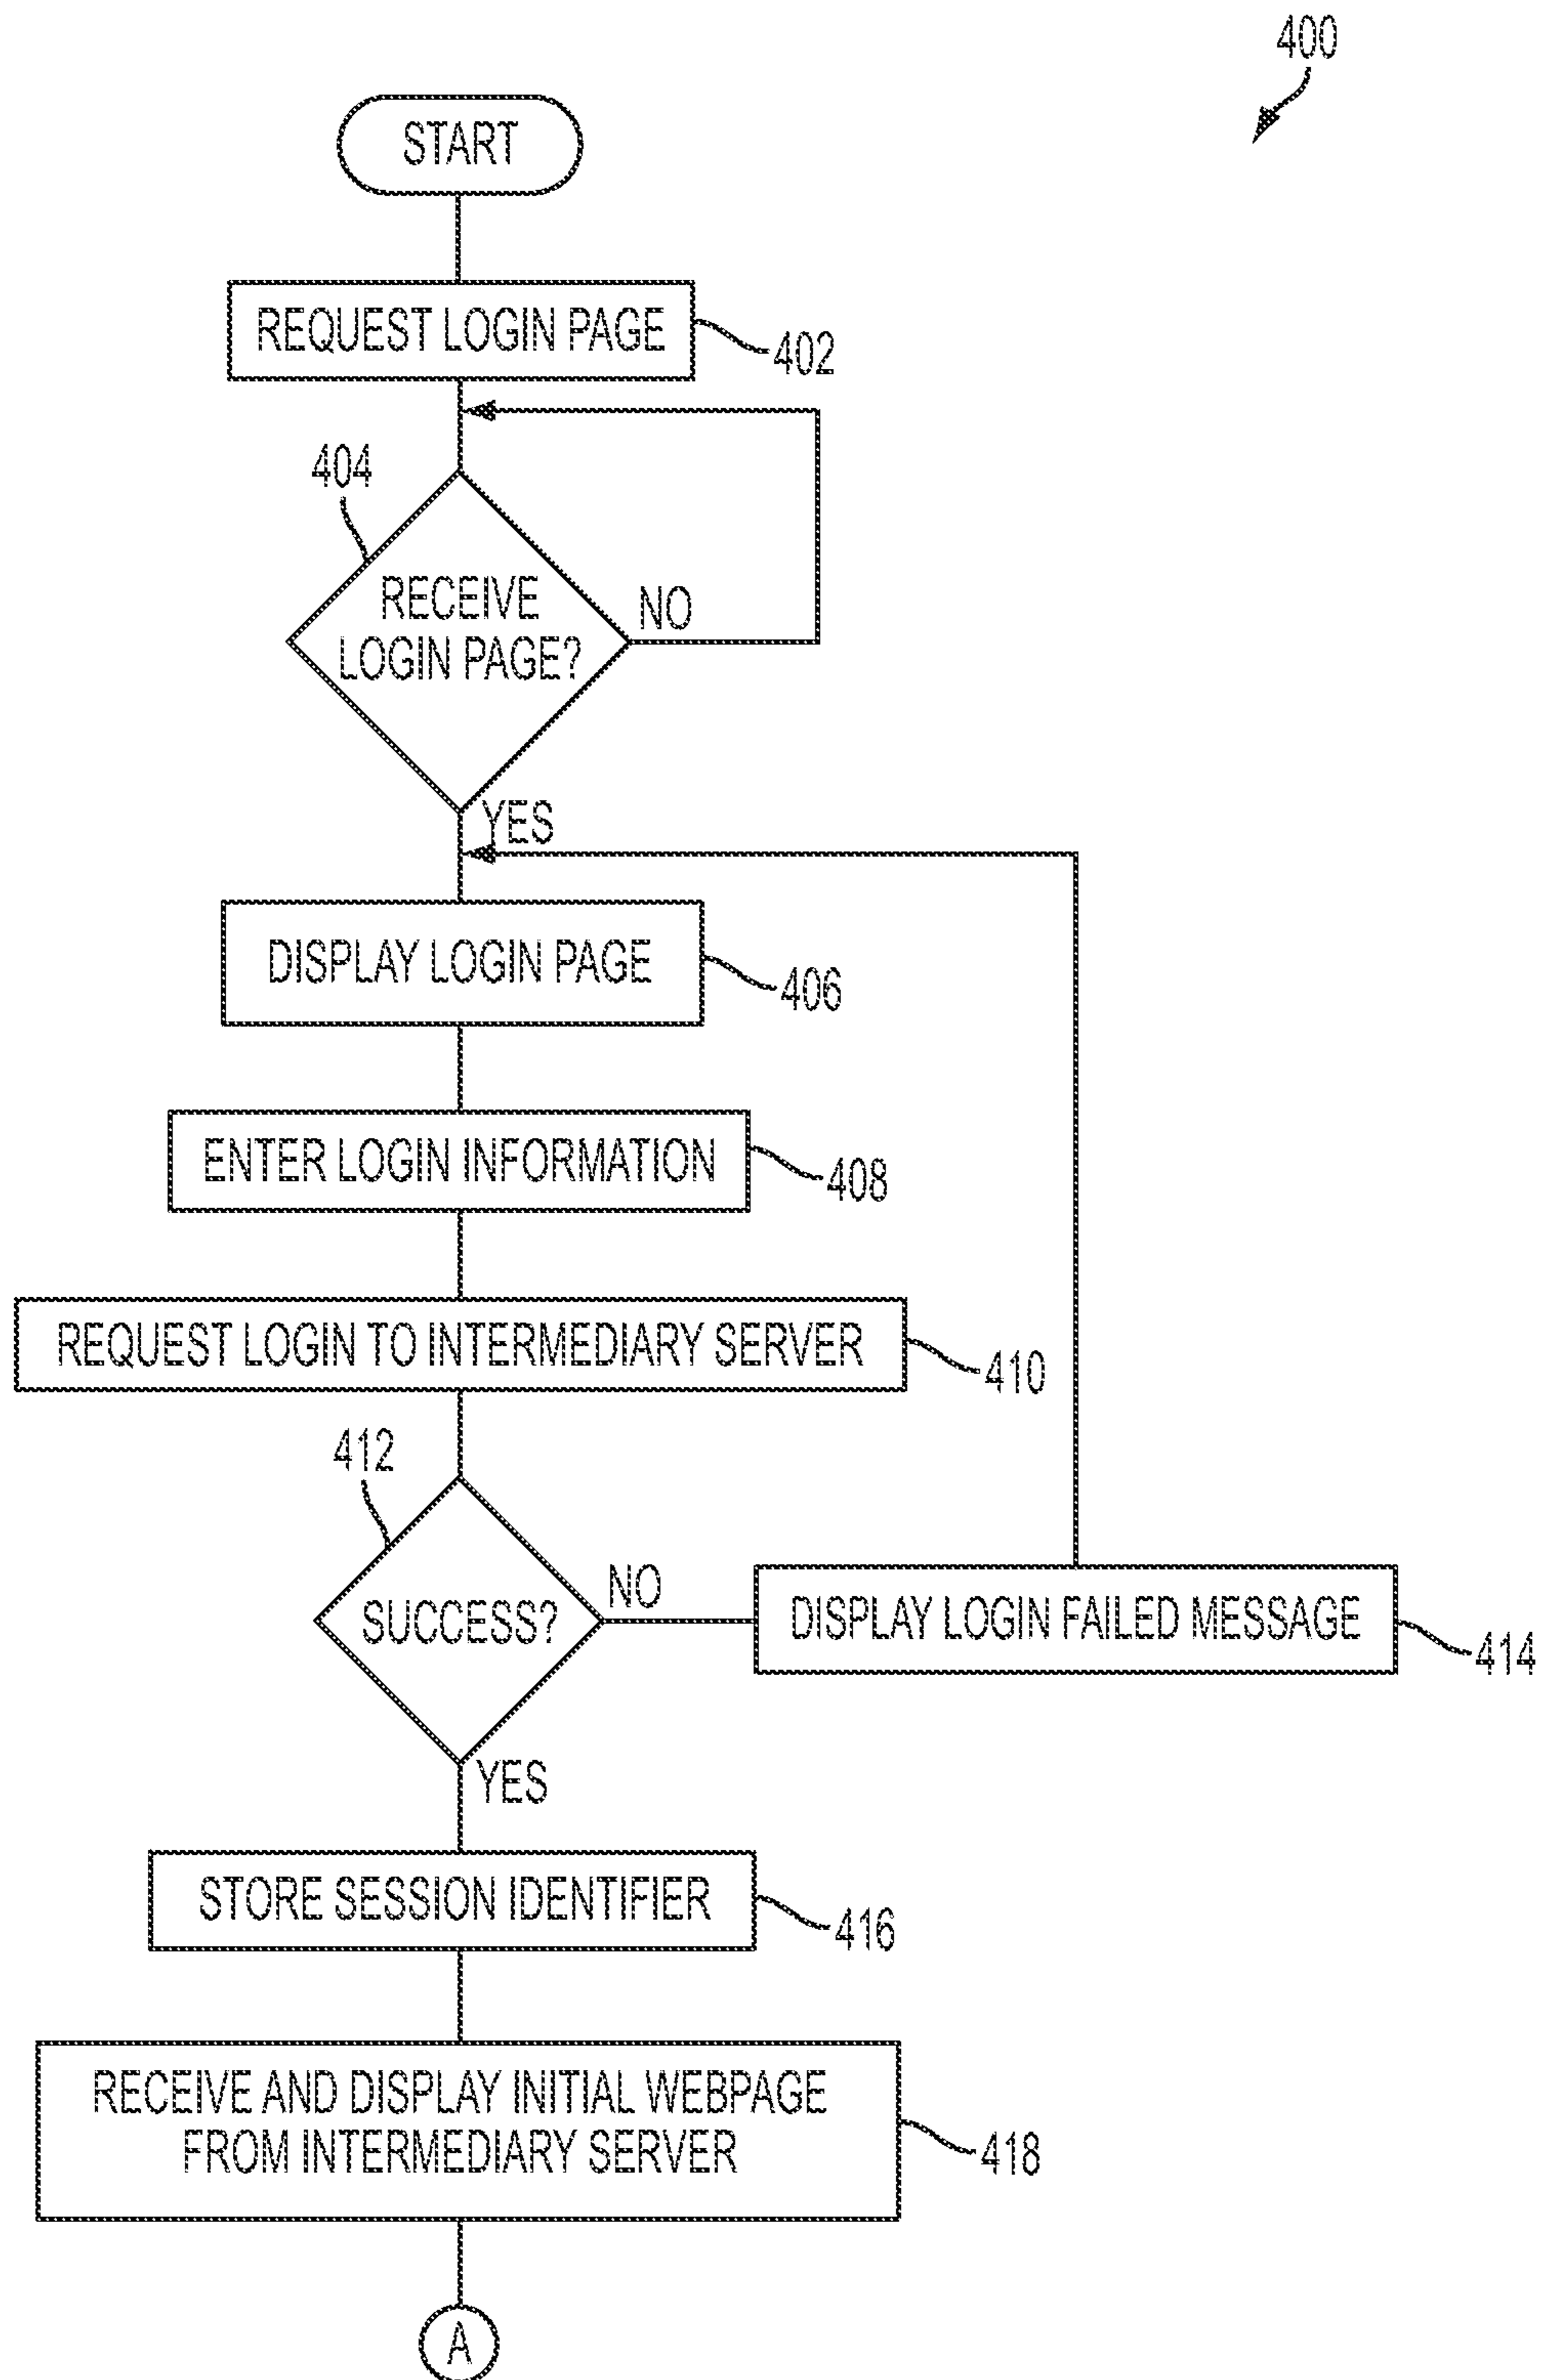 400
START
REQUEST LOGIN PAGE
402
404
RECEIVE
LOGIN PAGE?
NO
YES
DISPLAY LOGIN PAGE
406
ENTER LOGIN INFORMATION
408
REQUEST LOGIN TO INTERMEDIARY SERVER
410
412
SUCCESS?
NO
DISPLAY LOGIN FAILED MESSAGE
414
YES
STORE SESSION IDENTIFIER
416
RECEIVE AND DISPLAY INITIAL WEBPAGE
FROM INTERMEDIARY SERVER
418
A